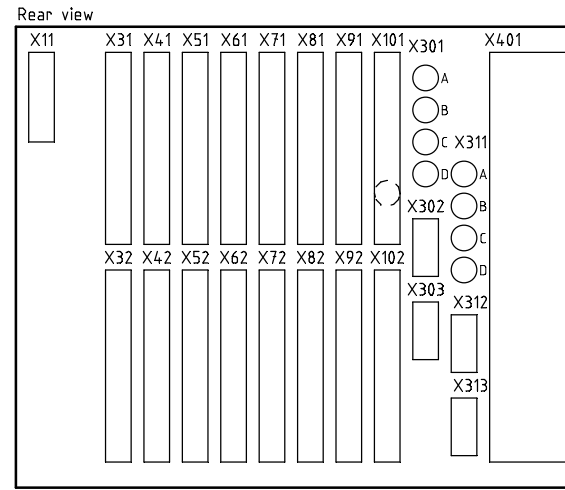 Rear view
X11 X31 X41 X51 X61 X71 X81 X91 X101 X301 X401
A
B
C X311
D A
X302 B
C
X32 X42 X52 X62 X72 X82 X92 X102
D
X303
X312
X313